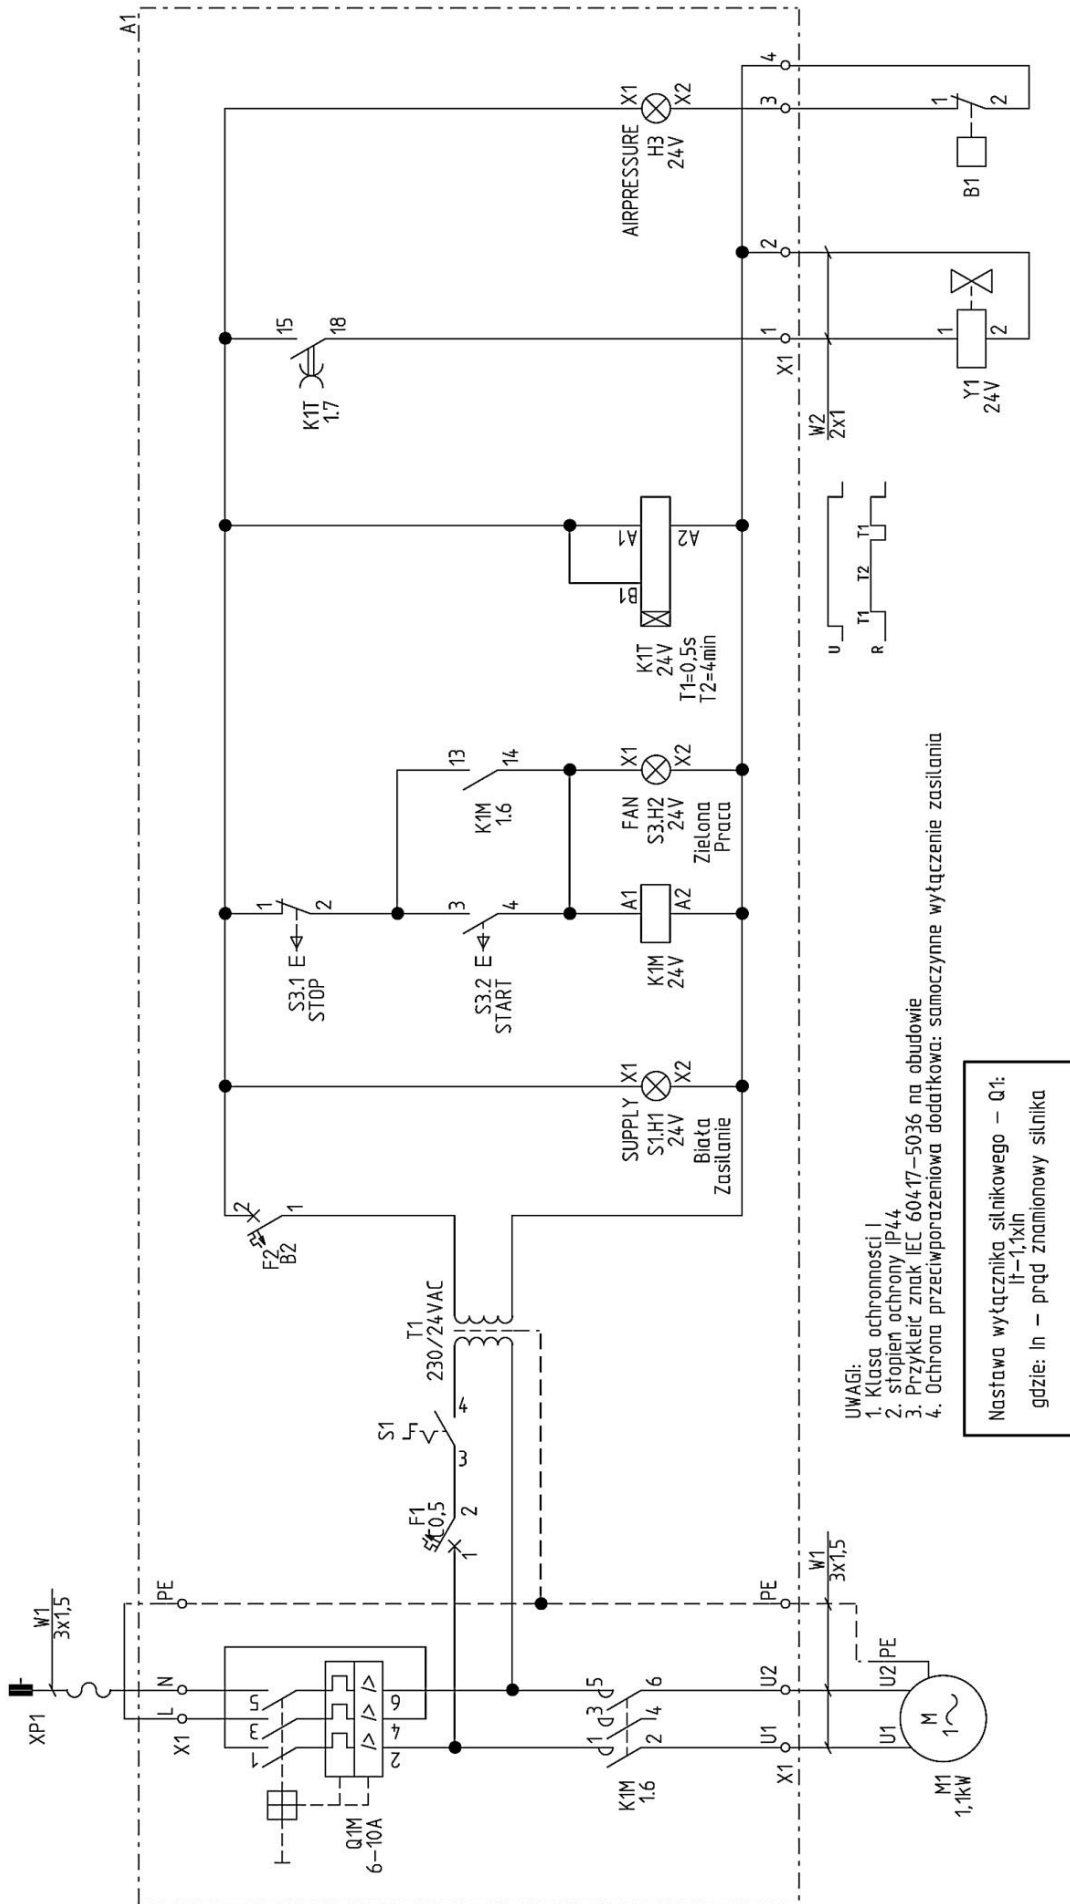 A1
XP1
W1
3x1,5
X1
L
N
PE
1
3
5
2
4
6
Q1M
6-10A
F1
C0,5
1
2
S1
3
4
T1
230/24VAC
F2
B2
2
1
K1M
1.6
1
3
5
2
4
6
X1
U1
U2
PE
W1
3x1,5
U1
U2
PE
M
1
M1
1,1kW
SUPPLY
S1.H1
24V
Biała
Zasilanie
X1
X2
S3.1
STOP
1
2
S3.2
START
3
4
K1M
24V
A1
A2
K1M
1.6
13
14
FAN
S3.H2
24V
Zielona
Praca
X1
X2
K1T
24V
T1=0,5s
T2=4min
B1
A1
A2
K1T
1.7
15
18
AIRPRESSURE
H3
24V
X1
X2
X1
1
2
3
4
W2
2x1
Y1
24V
1
2
B1
1
2
U
R
T1
T2
T1
UWAGI:
1. Klasa ochronności I
2. stopień ochrony IP44
3. Przykleić znak IEC 60417-5036 na obudowie
4. Ochrona przeciwporażeniowa dodatkowa: samoczynne wyłączenie zasilania
Nastawa wyłącznika silnikowego - Q1:
It-1,1xIn
gdzie: In - prąd znamionowy silnika